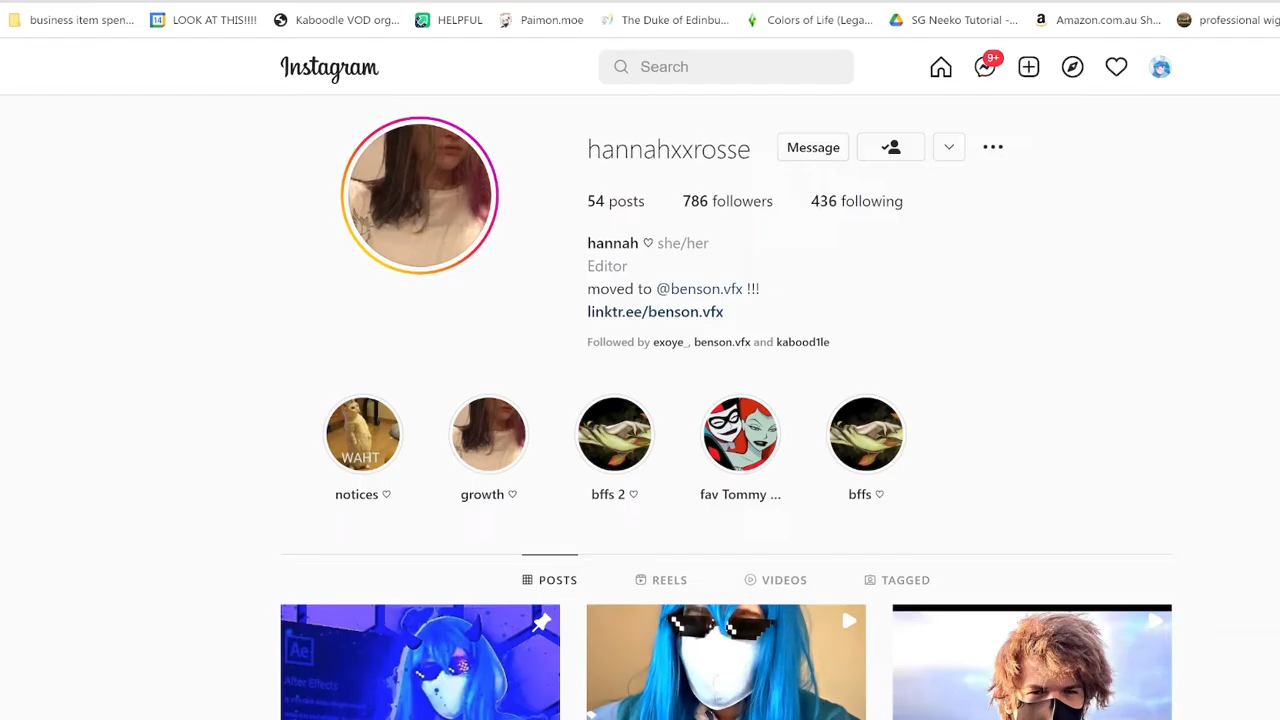 business item spen...
14
LOOK AT THIS!!!!
Kaboodle VOD org...
HELPFUL
Paimon.moe
The Duke of Edinbu...
Colors of Life (Lega...
SG Neeko Tutorial -...
Amazon.com.au Sh...
professional wig
Instagram
Search
9+
hannahxxrosse
Message
54 posts
786 followers
436 following
hannah ♡ she/her
Editor
moved to @benson.vfx !!!
linktr.ee/benson.vfx
Followed by exoye_, benson.vfx and kabood1le
WAHT
notices ♡
growth ♡
bffs 2 ♡
fav Tommy ...
bffs ♡
POSTS
REELS
VIDEOS
TAGGED
Ae
After Effects